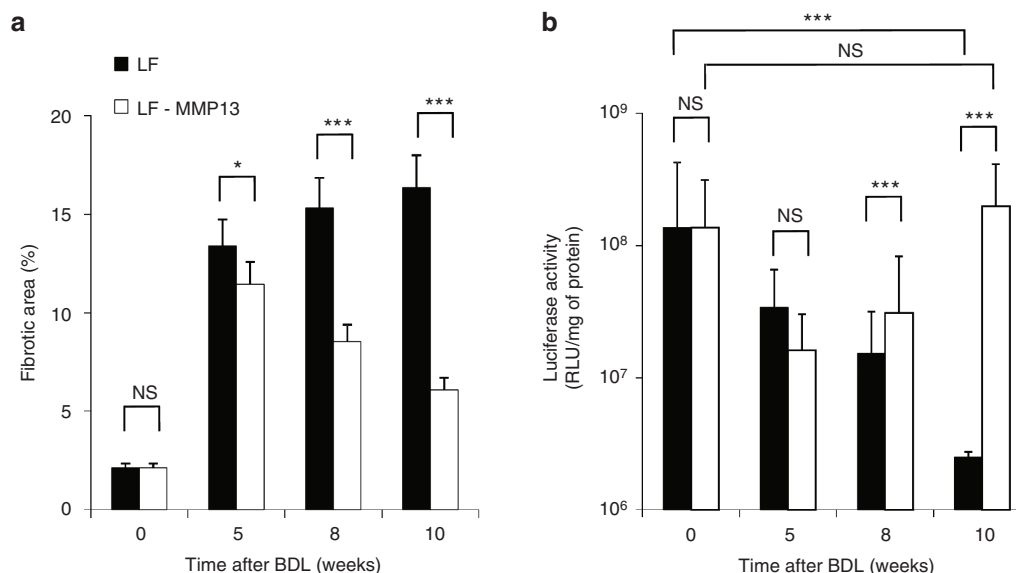 a
LF
LF - MMP13
Fibrotic area (%)
20
15
10
5
0
NS
*
***
***
0 5 8 10
Time after BDL (weeks)
b
***
NS
Luciferase activity
(RLU/mg of protein)
10⁹
10⁸
10⁷
10⁶
NS
NS
***
***
0 5 8 10
Time after BDL (weeks)